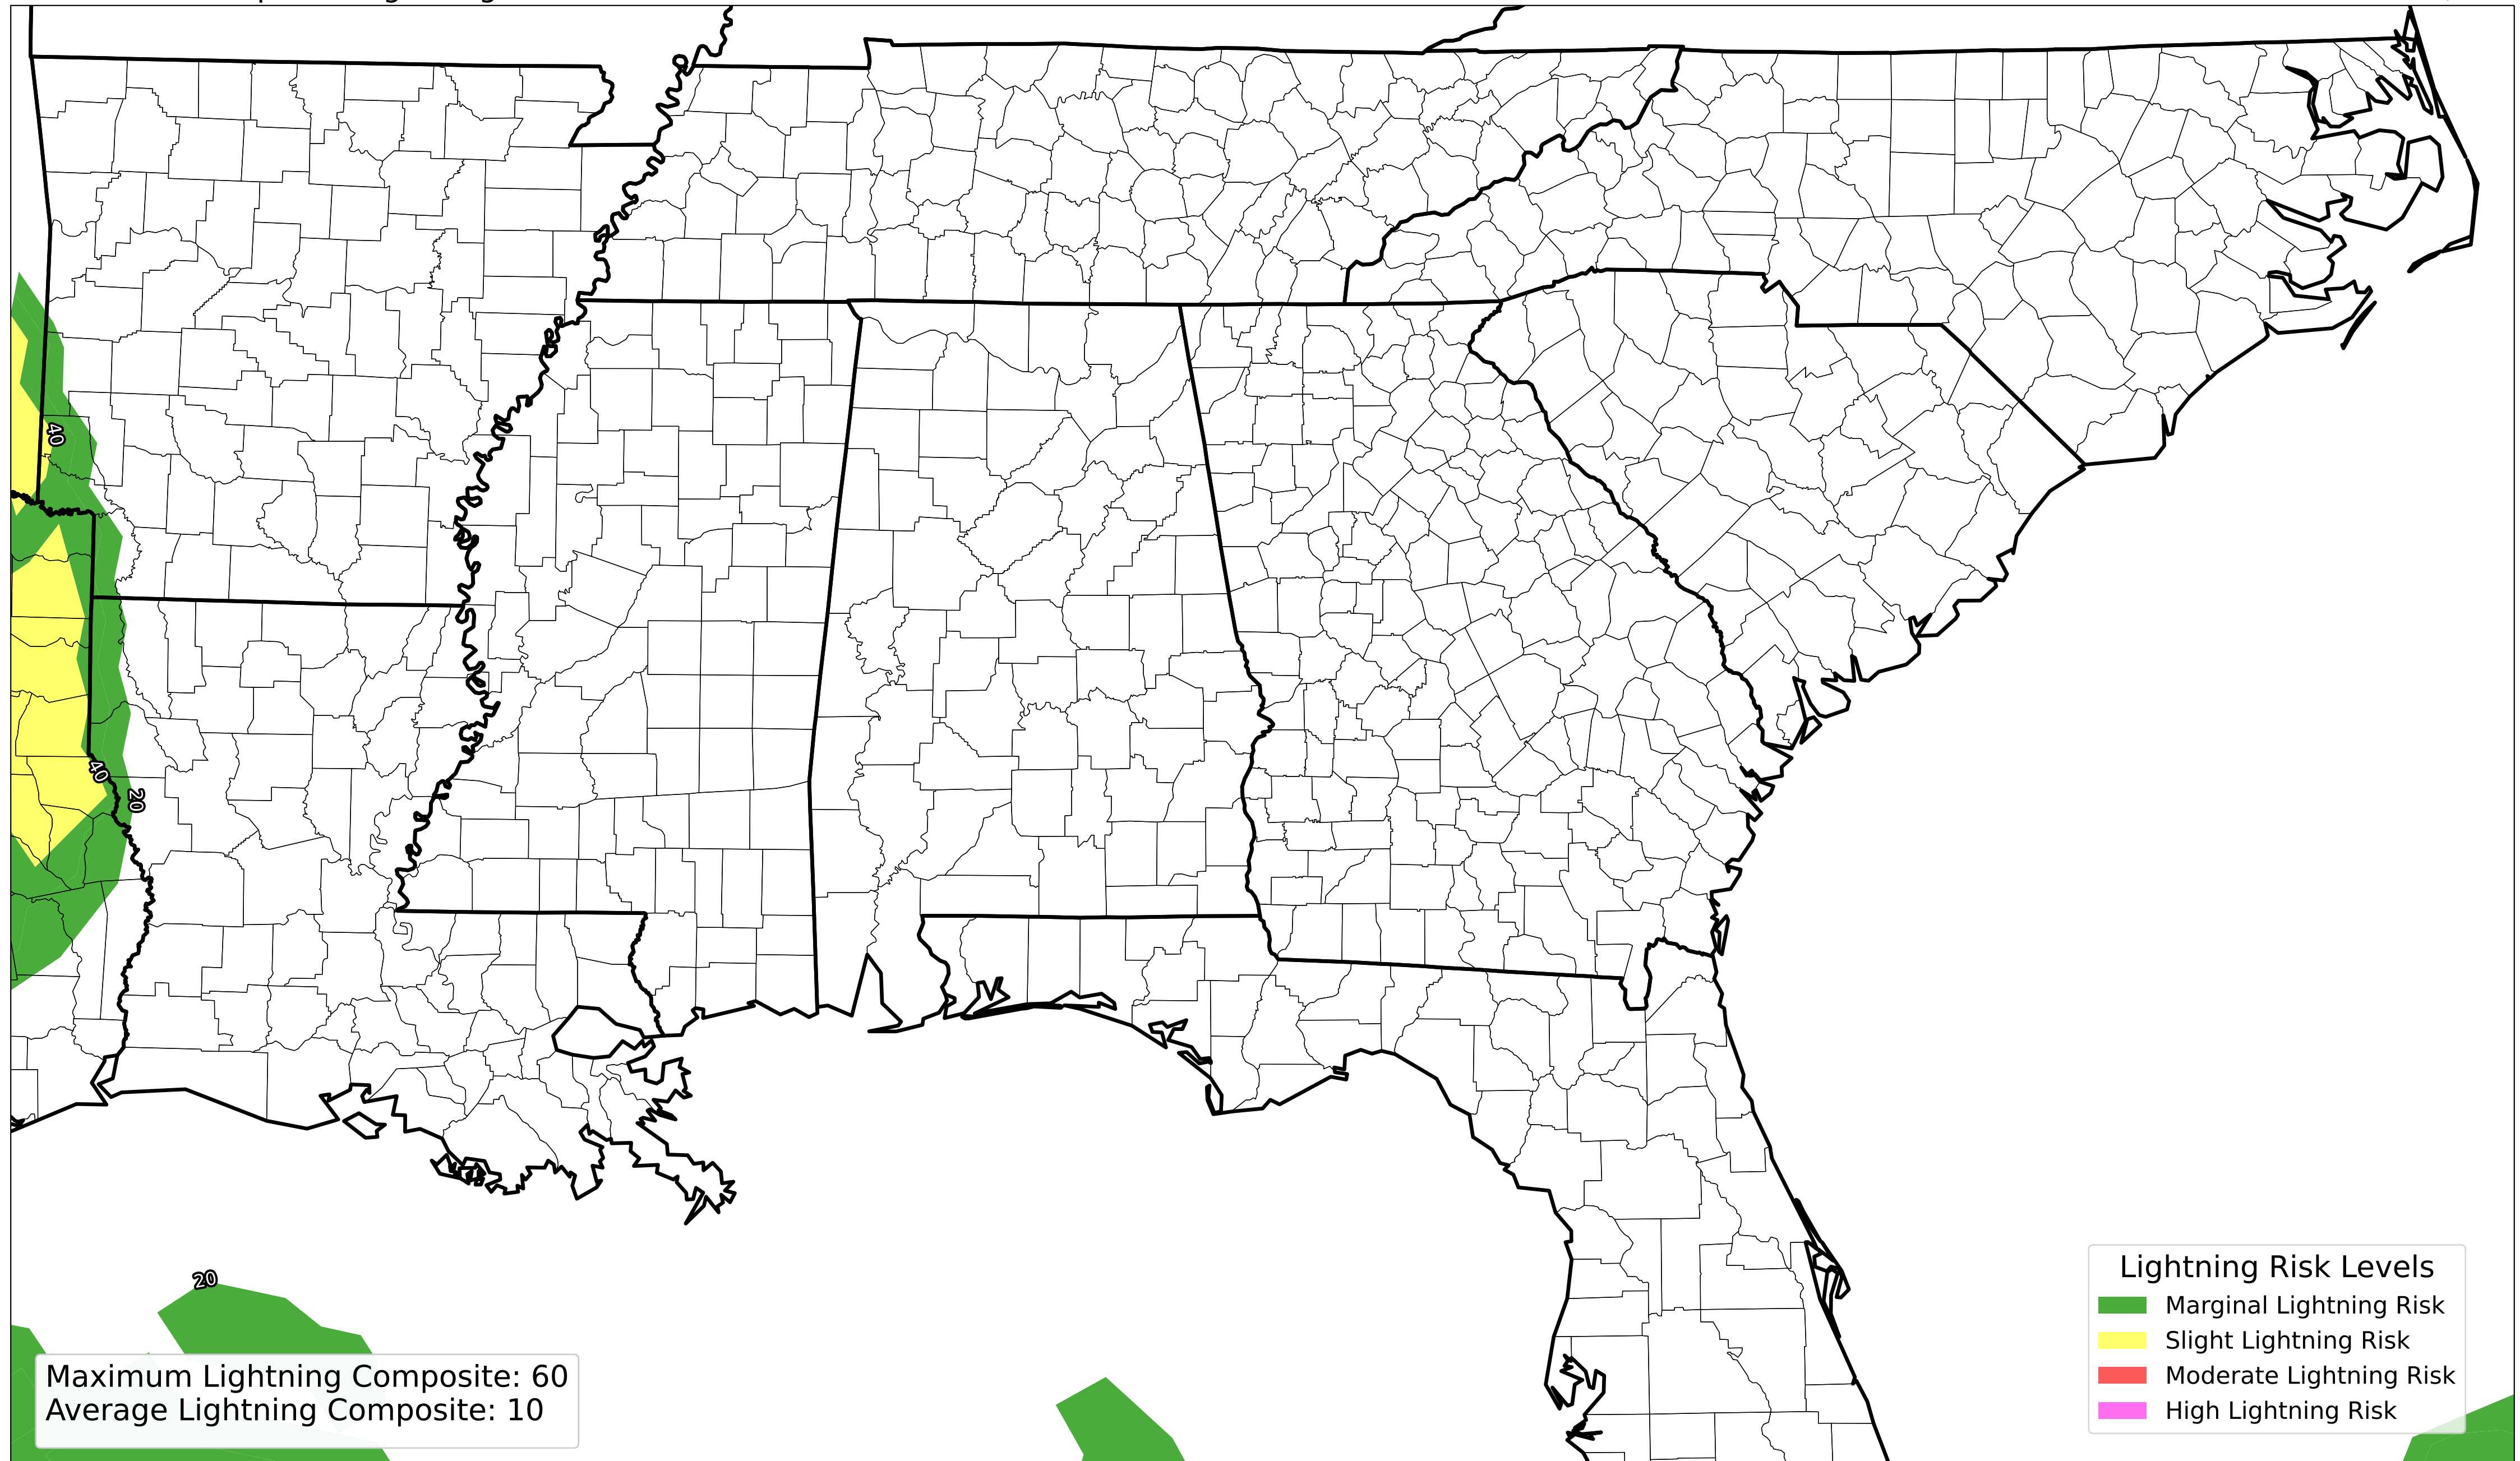 40
40
20
20
Maximum Lightning Composite: 60
Average Lightning Composite: 10
Lightning Risk Levels
Marginal Lightning Risk
Slight Lightning Risk
Moderate Lightning Risk
High Lightning Risk